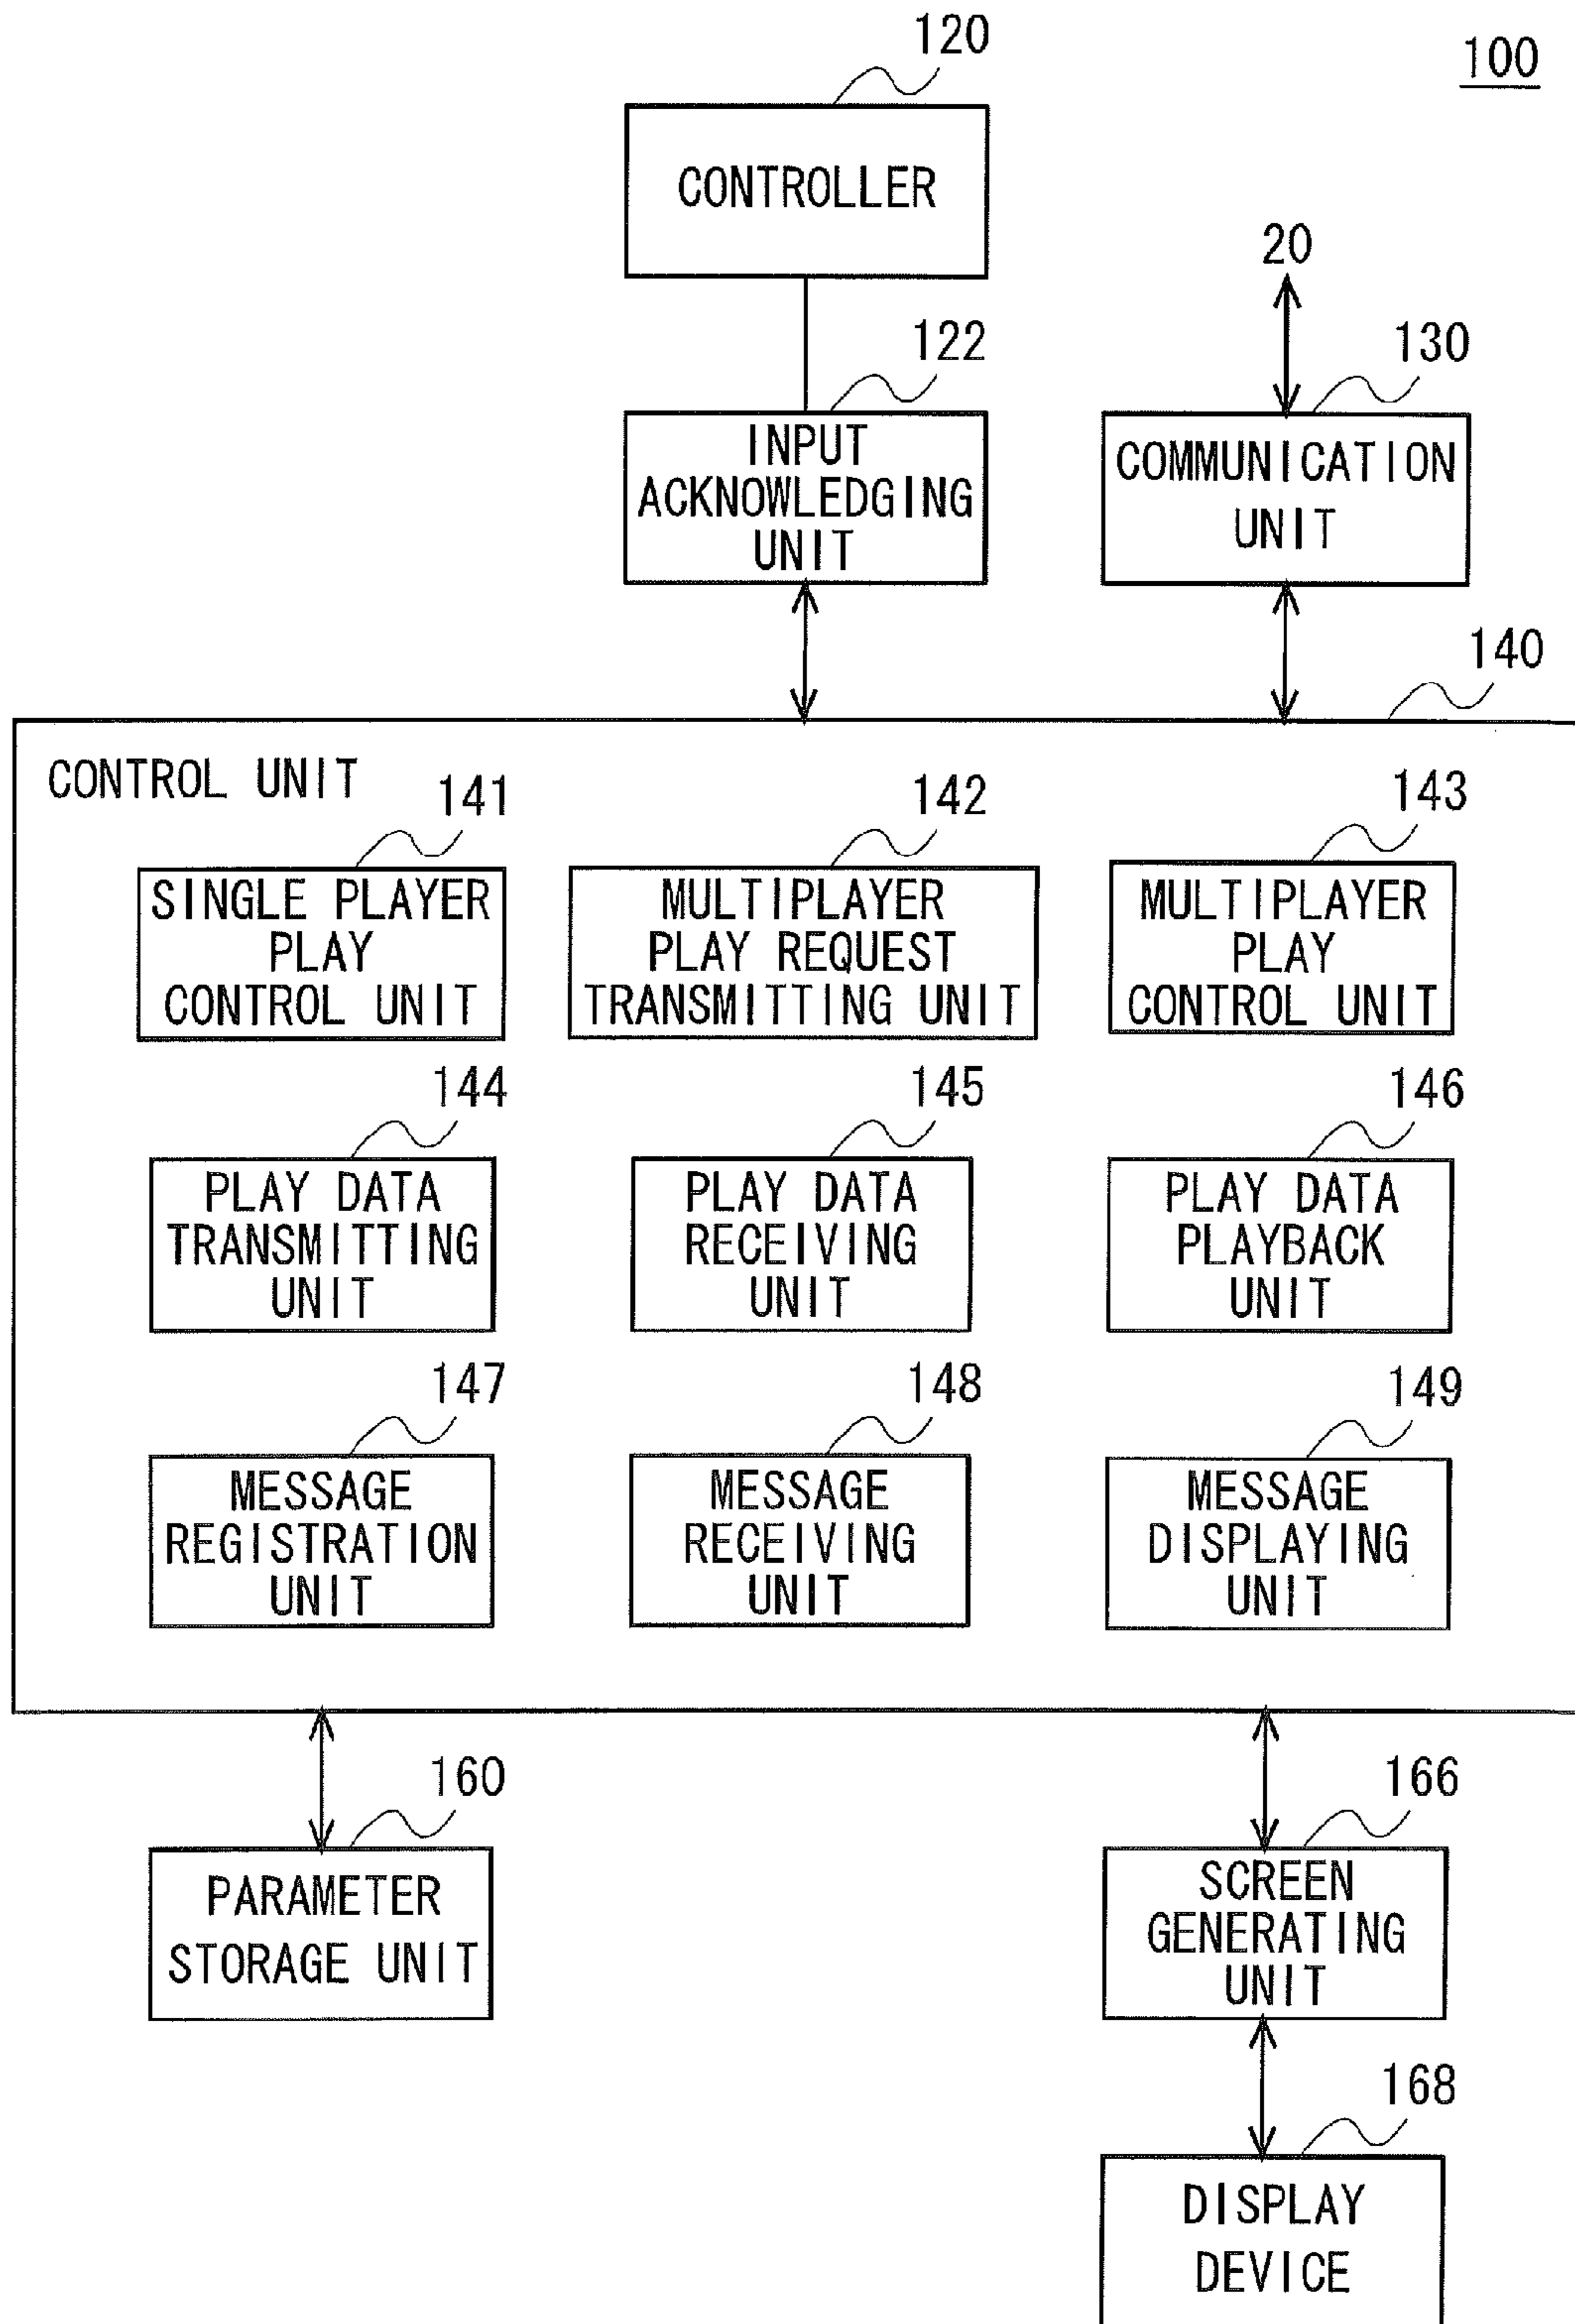 120
100
CONTROLLER
20
122
130
INPUT
ACKNOWLEDGING
UNIT
COMMUNICATION
UNIT
140
CONTROL UNIT
141
142
143
SINGLE PLAYER
PLAY
CONTROL UNIT
MULTIPLAYER
PLAY REQUEST
TRANSMITTING UNIT
MULTIPLAYER
PLAY
CONTROL UNIT
144
145
146
PLAY DATA
TRANSMITTING
UNIT
PLAY DATA
RECEIVING
UNIT
PLAY DATA
PLAYBACK
UNIT
147
148
149
MESSAGE
REGISTRATION
UNIT
MESSAGE
RECEIVING
UNIT
MESSAGE
DISPLAYING
UNIT
160
166
PARAMETER
STORAGE UNIT
SCREEN
GENERATING
UNIT
168
DISPLAY
DEVICE